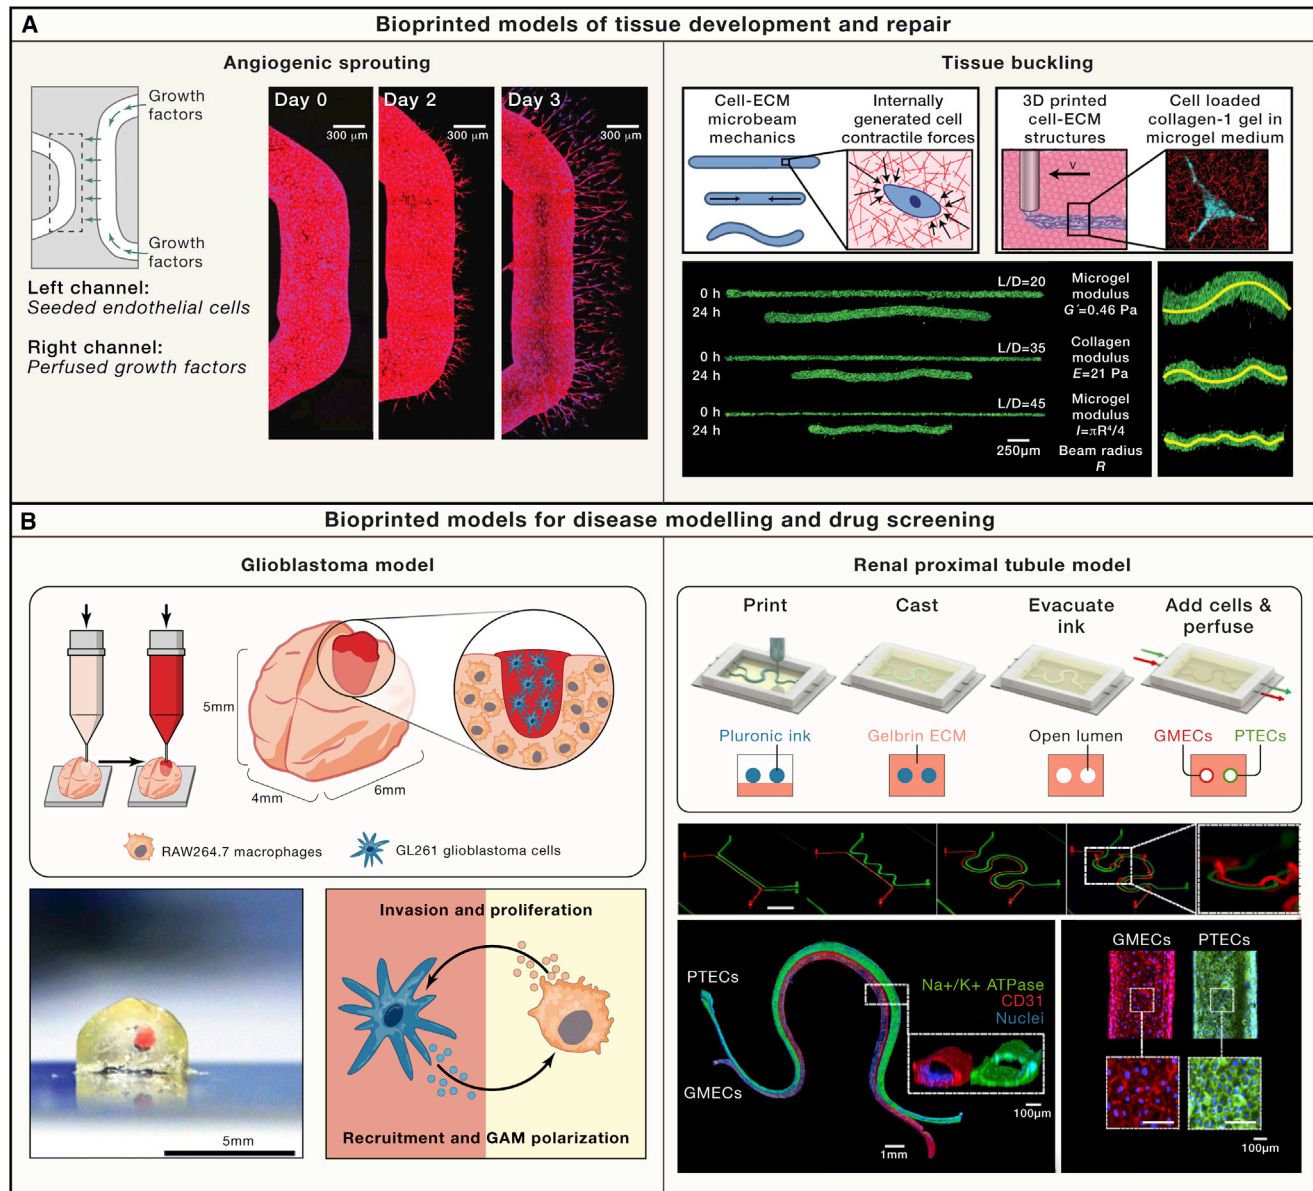 A
Bioprinted models of tissue development and repair
Angiogenic sprouting
Growth
factors
Growth
factors
Left channel:
Seeded endothelial cells
Right channel:
Perfused growth factors
Day 0
300 μm
Day 2
300 μm
Day 3
300 μm
Tissue buckling
Cell-ECM
microbeam
mechanics
Internally
generated cell
contractile forces
3D printed
cell-ECM
structures
v
Cell loaded
collagen-1 gel in
microgel medium
0 h
24 h
L/D=20
0 h
24 h
L/D=35
0 h
24 h
L/D=45
250μm
Microgel
modulus
G´=0.46 Pa
Collagen
modulus
E=21 Pa
Microgel
modulus
I=πR⁴/4
Beam radius
R
B
Bioprinted models for disease modelling and drug screening
Glioblastoma model
5mm
4mm
6mm
RAW264.7 macrophages
GL261 glioblastoma cells
5mm
Invasion and proliferation
Recruitment and GAM polarization
Renal proximal tubule model
Print
Cast
Evacuate
ink
Add cells &
perfuse
Pluronic ink
Gelbrin ECM
Open lumen
GMECs
PTECs
PTECs
GMECs
Na+/K+ ATPase
CD31
Nuclei
100μm
1mm
GMECs
PTECs
100μm